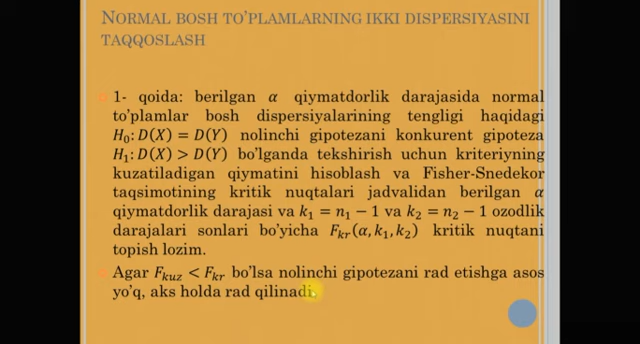 NORMAL BOSH TO’PLAMLARNING IKKI DISPERSIYASINI
TAQQOSLASH
1- qoida: berilgan α qiymatdorlik darajasida normal
to’plamlar bosh dispersiyalarining tengligi haqidagi
H₀: D(X) = D(Y) nolinchi gipotezani konkurent gipoteza
H₁: D(X) > D(Y) bo’lganda tekshirish uchun kriteriyning
kuzatiladigan qiymatini hisoblash va Fisher-Snedekor
taqsimotining kritik nuqtalari jadvalidan berilgan α
qiymatdorlik darajasi va k₁ = n₁ − 1 va k₂ = n₂ − 1 ozodlik
darajalari sonlari bo’yicha Fₖᵣ(α, k₁, k₂) kritik nuqtani
topish lozim.
Agar Fₖᵤz < Fₖᵣ bo’lsa nolinchi gipotezani rad etishga asos
yo’q, aks holda rad qilinadi.